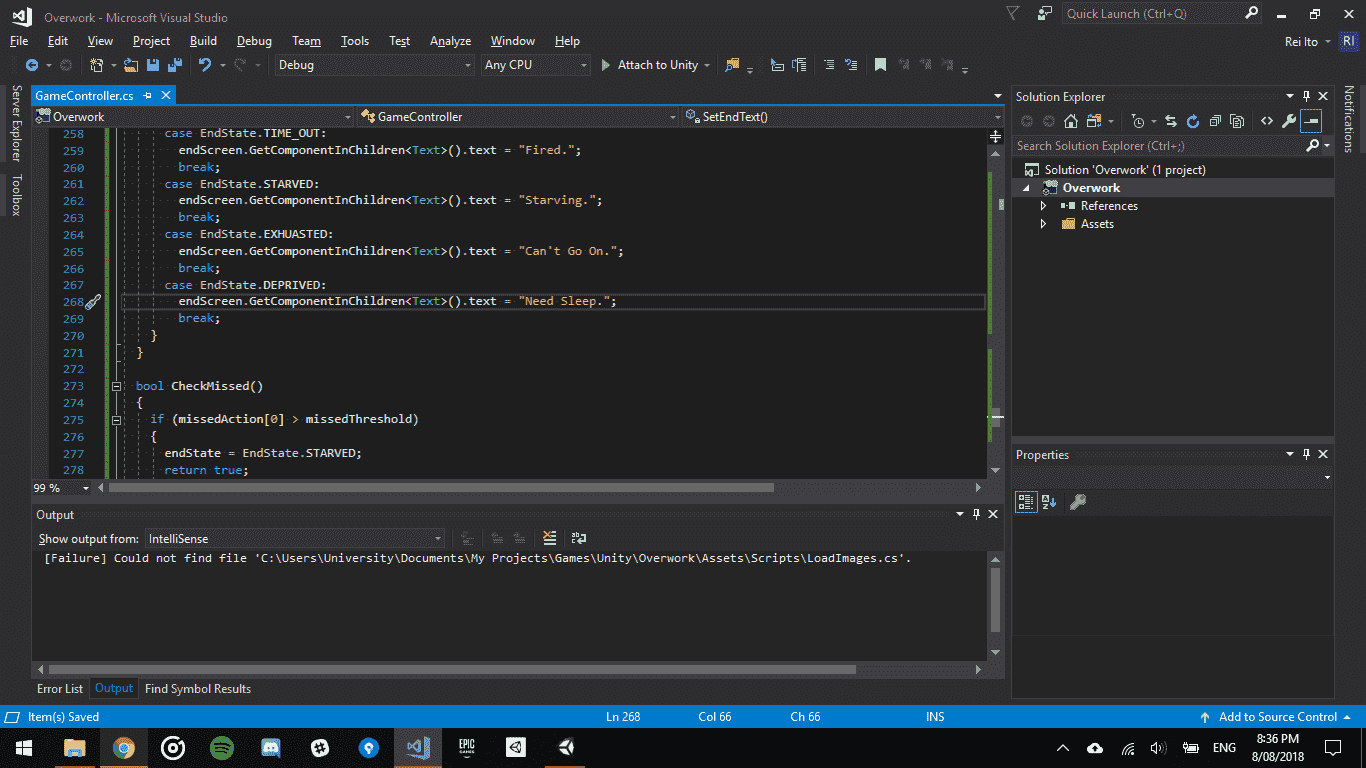 Overwork - Microsoft Visual Studio
Quick Launch (Ctrl+Q)
File Edit View Project Build Debug Team Tools Test Analyze Window Help
Rei Ito RI
Debug Any CPU Attach to Unity
Server Explorer
Toolbox
GameController.cs
Overwork GameController SetEndText()
258 case EndState.TIME_OUT:
259 endScreen.GetComponentInChildren<Text>().text = "Fired.";
260 break;
261 case EndState.STARVED:
262 endScreen.GetComponentInChildren<Text>().text = "Starving.";
263 break;
264 case EndState.EXHUASTED:
265 endScreen.GetComponentInChildren<Text>().text = "Can't Go On.";
266 break;
267 case EndState.DEPRIVED:
268 endScreen.GetComponentInChildren<Text>().text = "Need Sleep.";
269 break;
270 }
271 }
272
273 bool CheckMissed()
274 {
275 if (missedAction[0] > missedThreshold)
276 {
277 endState = EndState.STARVED;
278 return true;
99 %
Output
Show output from: IntelliSense
[Failure] Could not find file 'C:\Users\University\Documents\My Projects\Games\Unity\Overwork\Assets\Scripts\LoadImages.cs'.
Error List Output Find Symbol Results
Solution Explorer
Search Solution Explorer (Ctrl+;)
Solution 'Overwork' (1 project)
Overwork
References
Assets
Properties
Notifications
Item(s) Saved Ln 268 Col 66 Ch 66 INS Add to Source Control
EPIC
GAMES
ENG
8:36 PM
8/08/2018